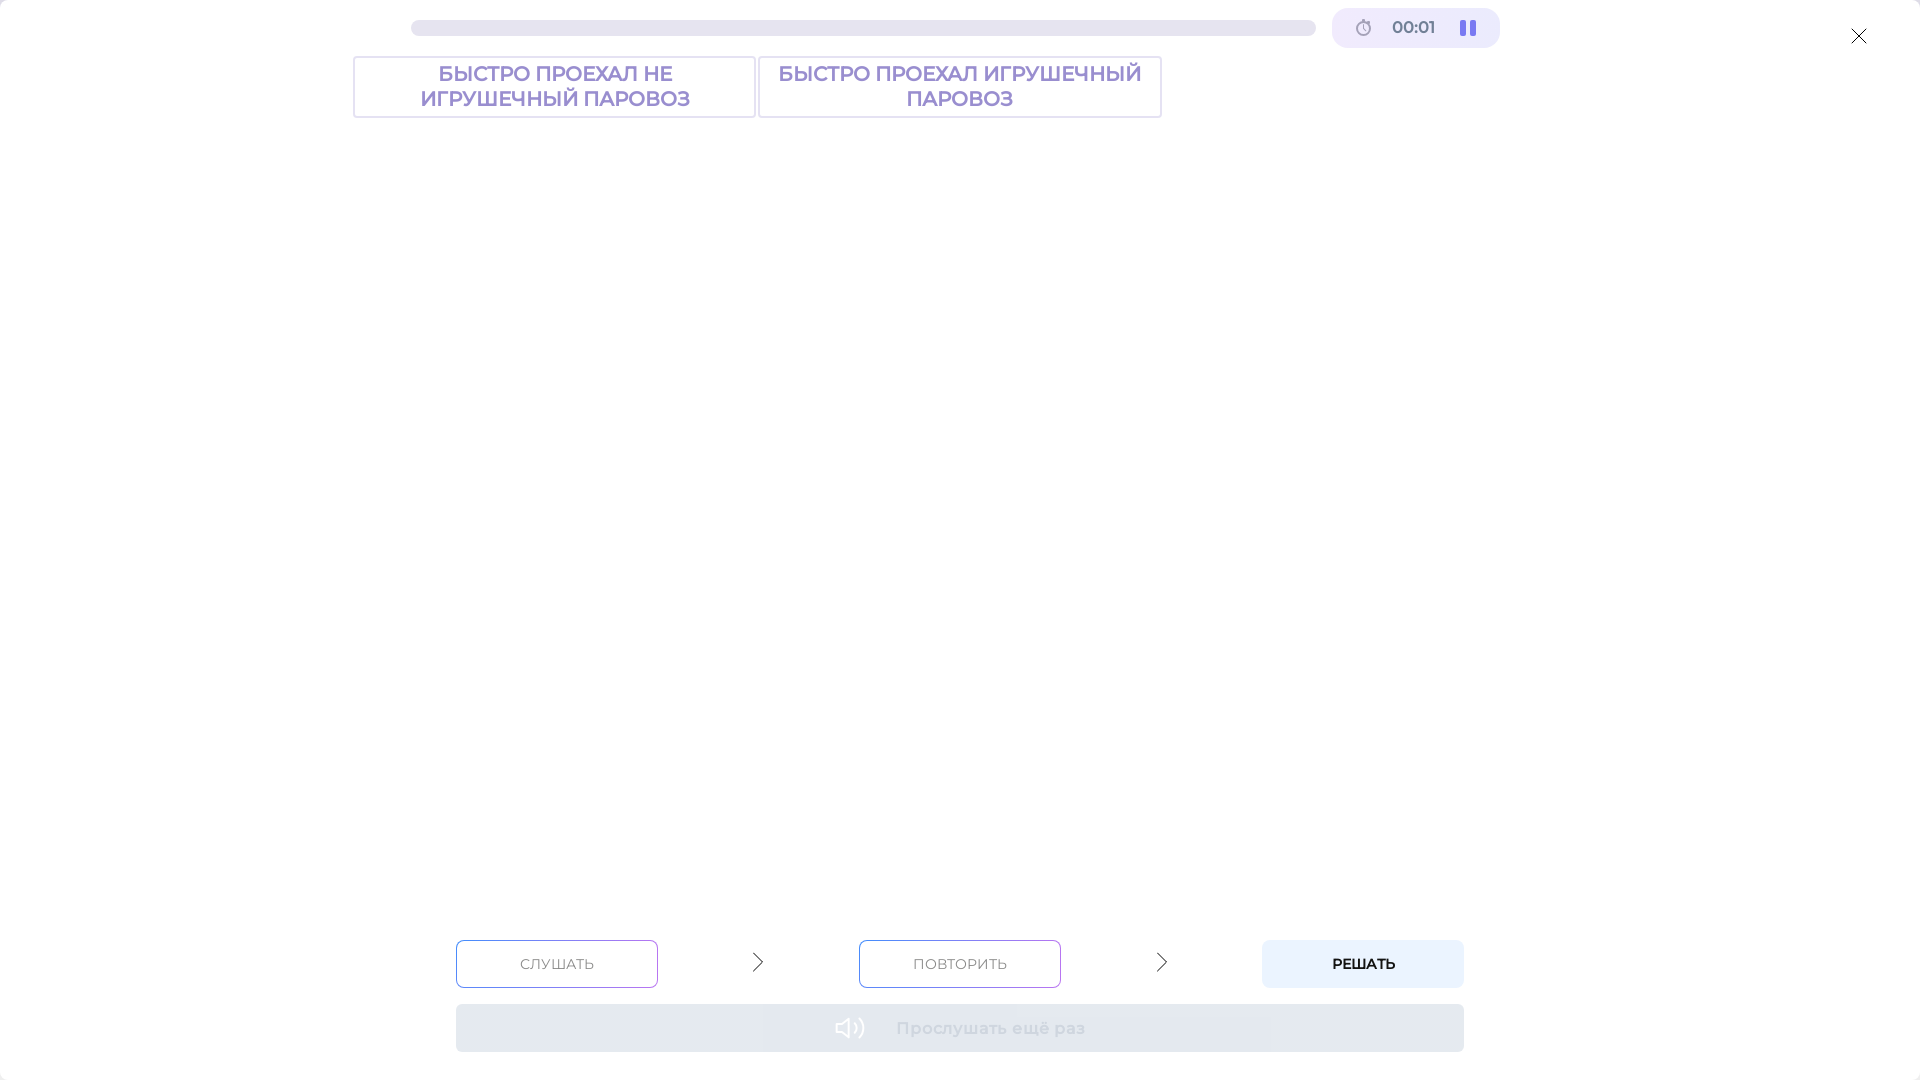 00:01
БЫСТРО ПРОЕХАЛ НЕ
ИГРУШЕЧНЫЙ ПАРОВОЗ
БЫСТРО ПРОЕХАЛ ИГРУШЕЧНЫЙ
ПАРОВОЗ
СЛУШАТЬ
ПОВТОРИТЬ
РЕШАТЬ
Прослушать ещё раз